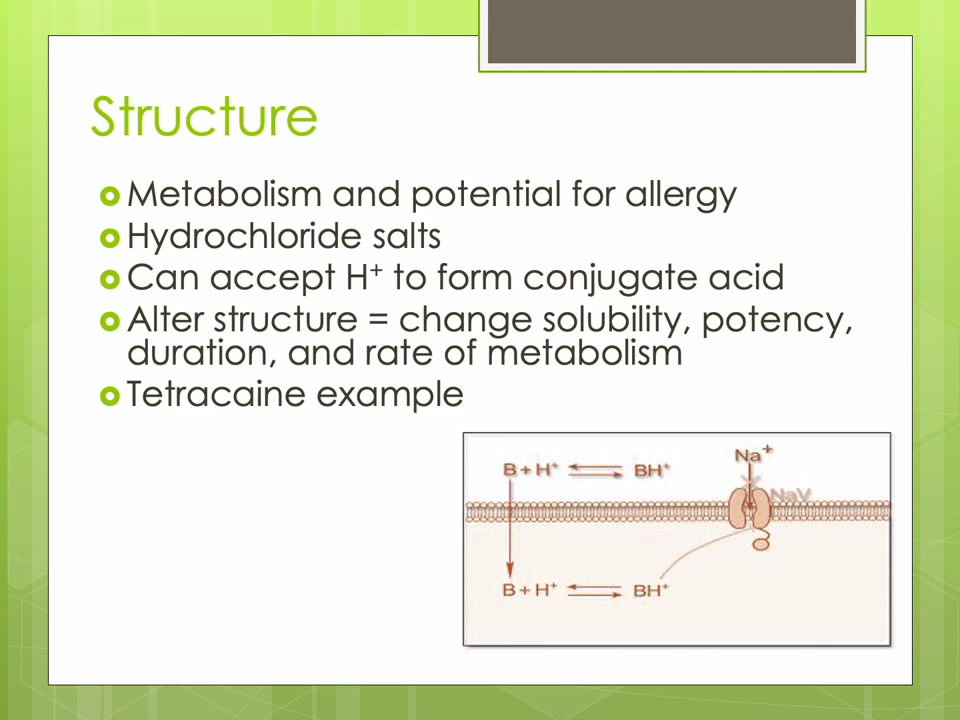 Structure
Metabolism and potential for allergy
Hydrochloride salts
Can accept H⁺ to form conjugate acid
Alter structure = change solubility, potency,
duration, and rate of metabolism
Tetracaine example
Na⁺
B + H⁺ ⇌ BH⁺
NaV
B + H⁺ ⇌ BH⁺